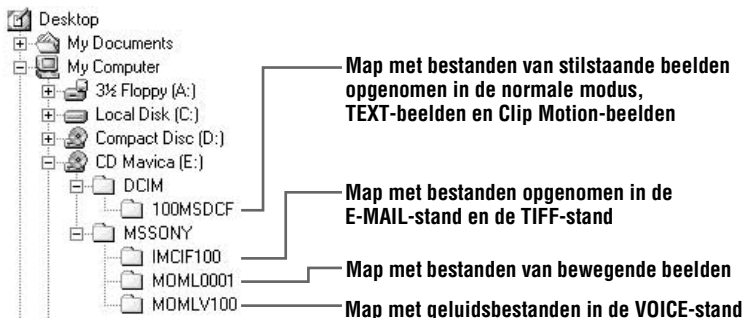 Desktop
My Documents
My Computer
3½ Floppy (A:)
Local Disk (C:)
Compact Disc (D:)
CD Mavica (E:)
DCIM
100MSDCF
MSSONY
IMCIF100
MOML0001
MOMLV100
Map met bestanden van stilstaande beelden
opgenomen in de normale modus,
TEXT-beelden en Clip Motion-beelden
Map met bestanden opgenomen in de
E-MAIL-stand en de TIFF-stand
Map met bestanden van bewegende beelden
Map met geluidsbestanden in de VOICE-stand